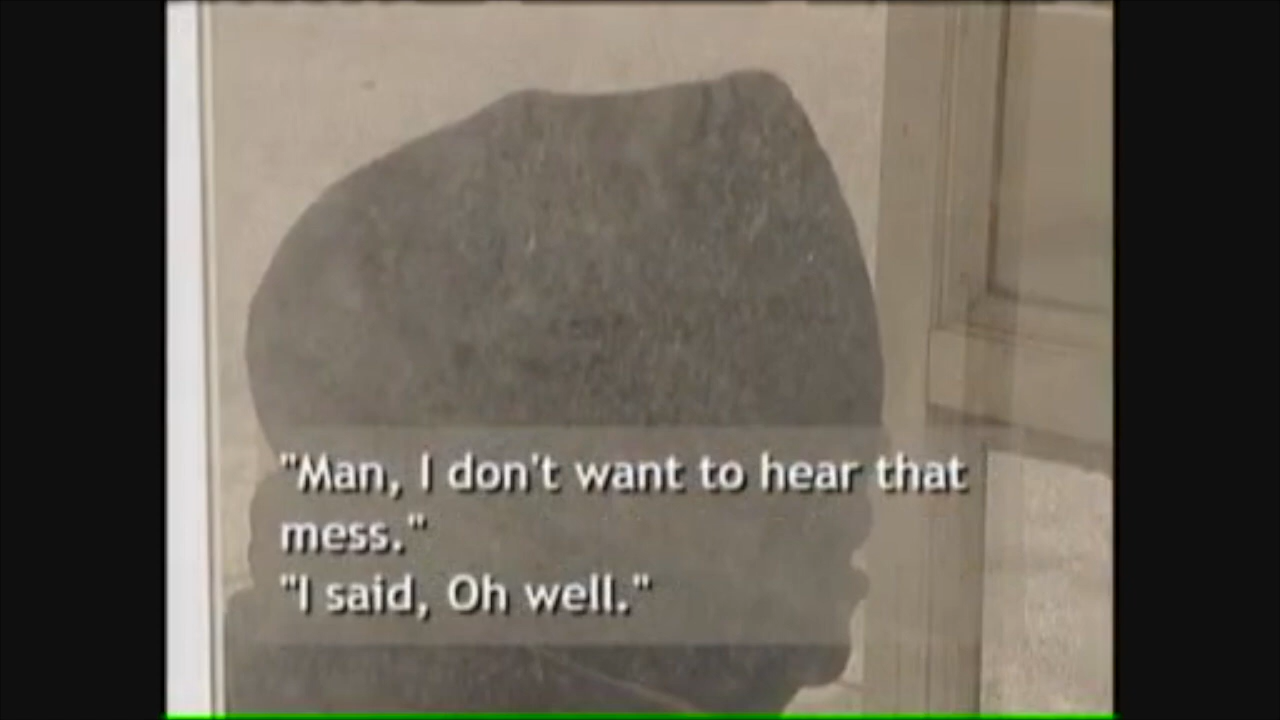 "Man, I don't want to hear that
mess."
"I said, Oh well."